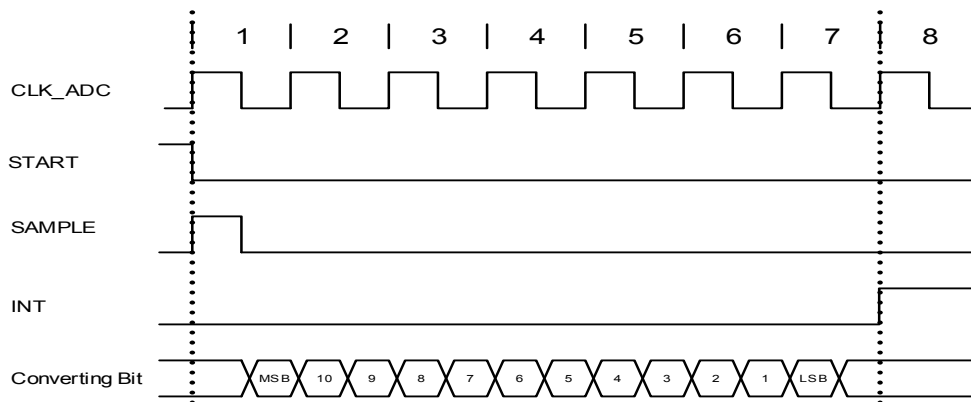 1 2 3 4 5 6 7 8
CLK_ADC
START
SAMPLE
INT
Converting Bit MSB 10 9 8 7 6 5 4 3 2 1 LSB